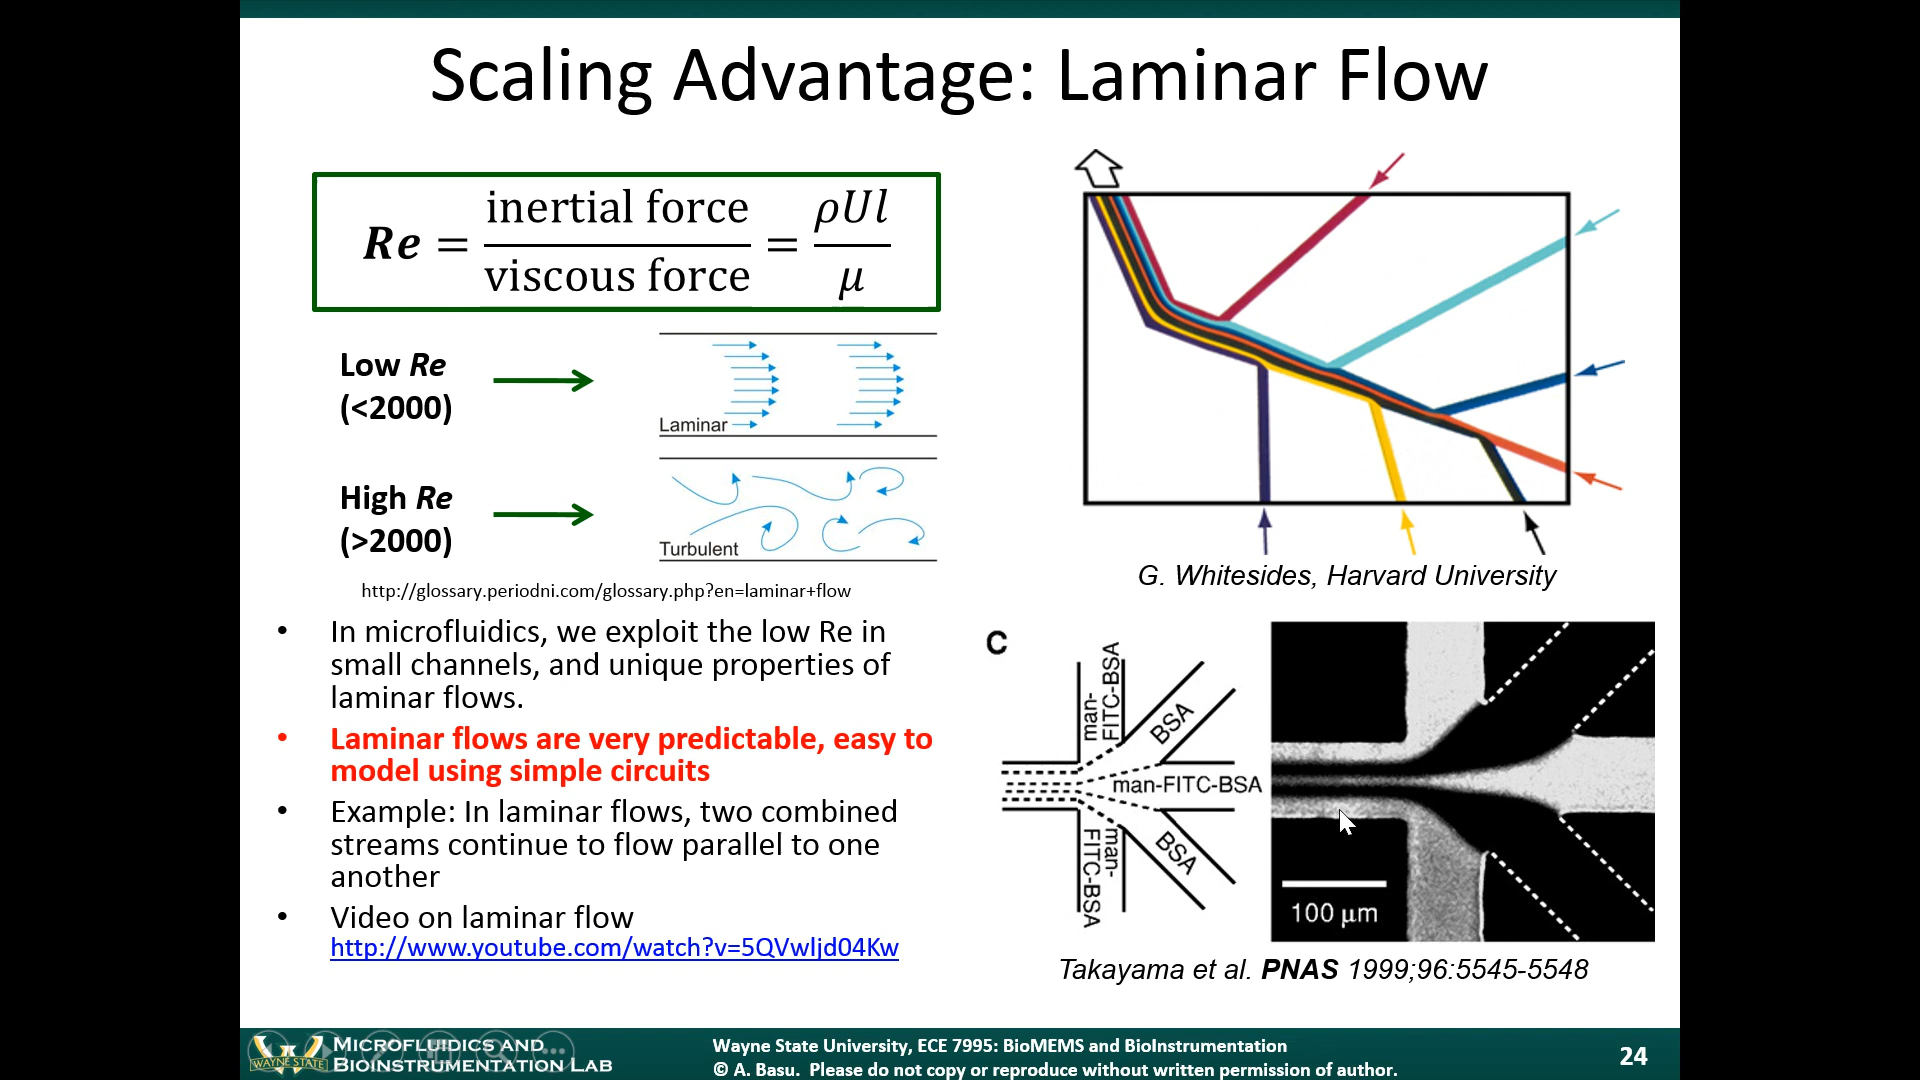 Scaling Advantage: Laminar Flow
Re = inertial force / viscous force = ρUl / μ
Low Re
(<2000)
Laminar
High Re
(>2000)
Turbulent
http://glossary.periodni.com/glossary.php?en=laminar+flow
• In microfluidics, we exploit the low Re in
small channels, and unique properties of
laminar flows.
• Laminar flows are very predictable, easy to
model using simple circuits
• Example: In laminar flows, two combined
streams continue to flow parallel to one
another
• Video on laminar flow
http://www.youtube.com/watch?v=5QVwljd04Kw
G. Whitesides, Harvard University
C
man-
FITC-BSA
BSA
man-FITC-BSA
BSA
man-
FITC-BSA
100 μm
Takayama et al. PNAS 1999;96:5545-5548
WAYNE STATE
MICROFLUIDICS AND
BIOINSTRUMENTATION LAB
Wayne State University, ECE 7995: BioMEMS and BioInstrumentation
© A. Basu.  Please do not copy or reproduce without written permission of author.
24